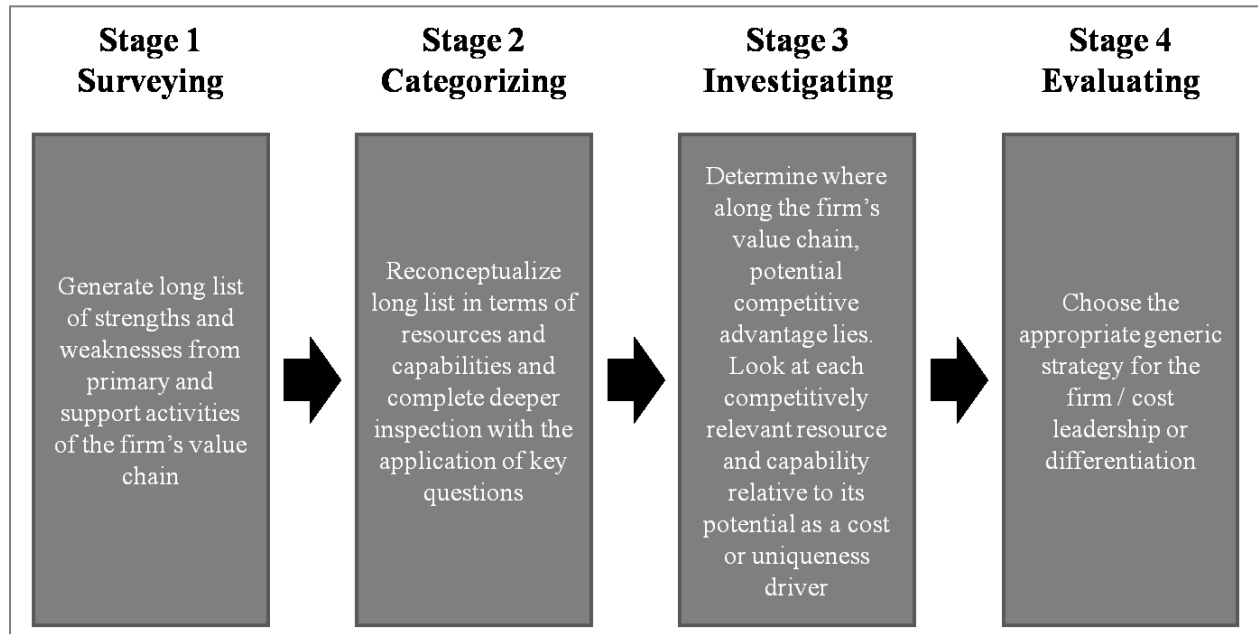 Stage 1
Surveying
Stage 2
Categorizing
Stage 3
Investigating
Stage 4
Evaluating
Generate long list
of strengths and
weaknesses from
primary and
support activities
of the firm's value
chain
Reconceptualize
long list in terms of
resources and
capabilities and
complete deeper
inspection with the
application of key
questions
Determine where
along the firm's
value chain,
potential
competitive
advantage lies.
Look at each
competitively
relevant resource
and capability
relative to its
potential as a cost
or uniqueness
driver
Choose the
appropriate generic
strategy for the
firm / cost
leadership or
differentiation